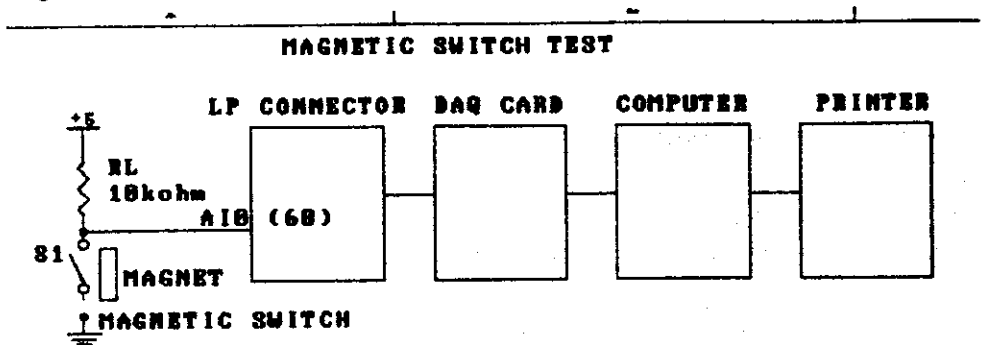 MAGNETIC SWITCH TEST
LP CONNECTOR DAQ CARD COMPUTER PRINTER
+5
RL
10kohm
AI0 (68)
S1
MAGNET
MAGNETIC SWITCH